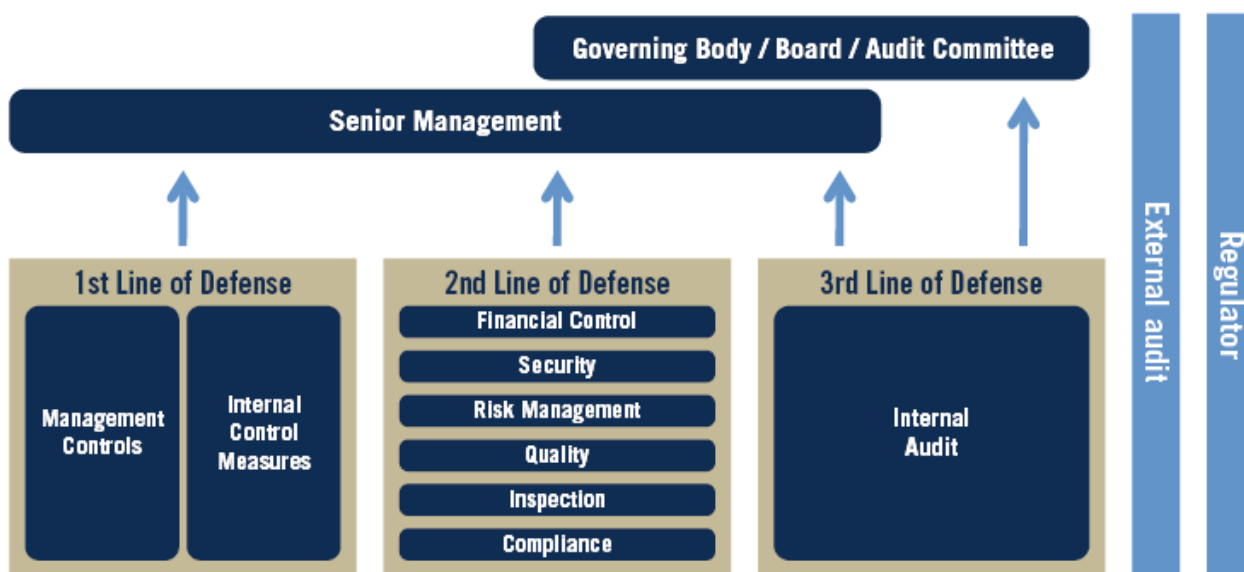 Governing Body / Board / Audit Committee
Senior Management
1st Line of Defense
Management
Controls
Internal
Control
Measures
2nd Line of Defense
Financial Control
Security
Risk Management
Quality
Inspection
Compliance
3rd Line of Defense
Internal
Audit
External audit
Regulator